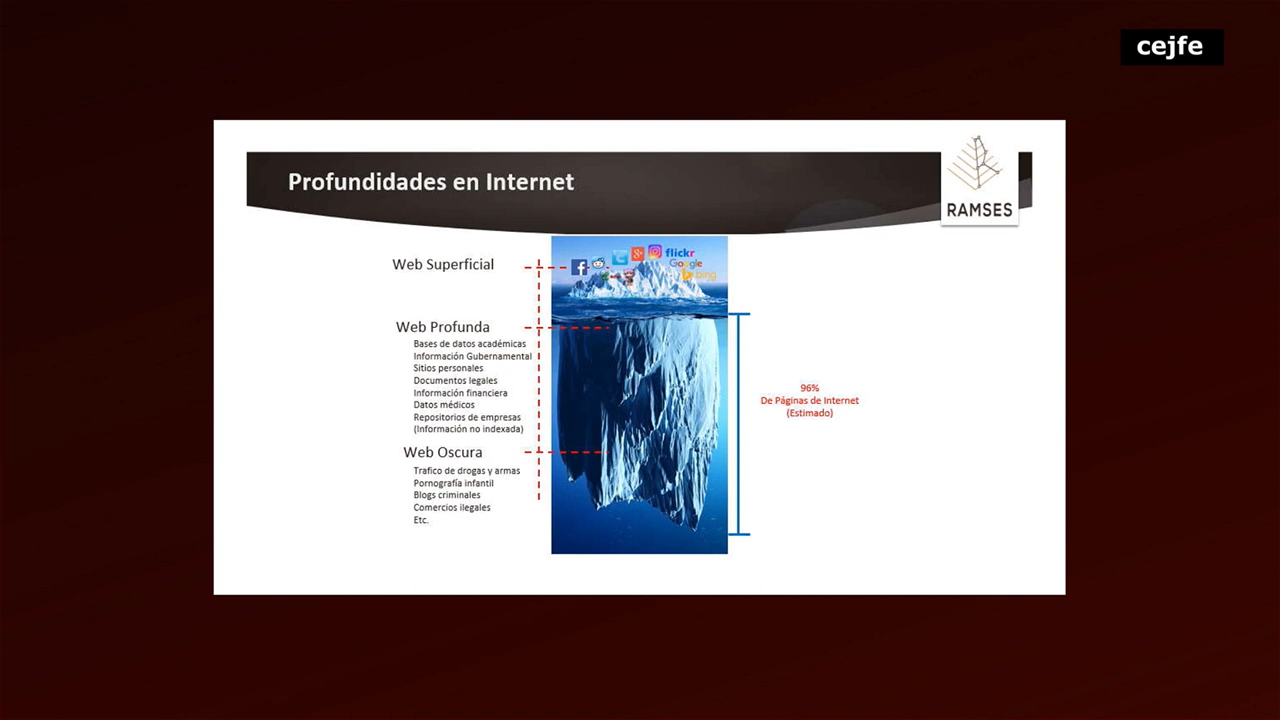 cejfe
Profundidades en Internet
RAMSES
Web Superficial
flickr
Google
bing
Web Profunda
Bases de datos académicas
Información Gubernamental
Sitios personales
Documentos legales
Información financiera
Datos médicos
Repositorios de empresas
(Información no indexada)
96%
De Páginas de Internet
(Estimado)
Web Oscura
Trafico de drogas y armas
Pornografía infantil
Blogs criminales
Comercios ilegales
Etc.